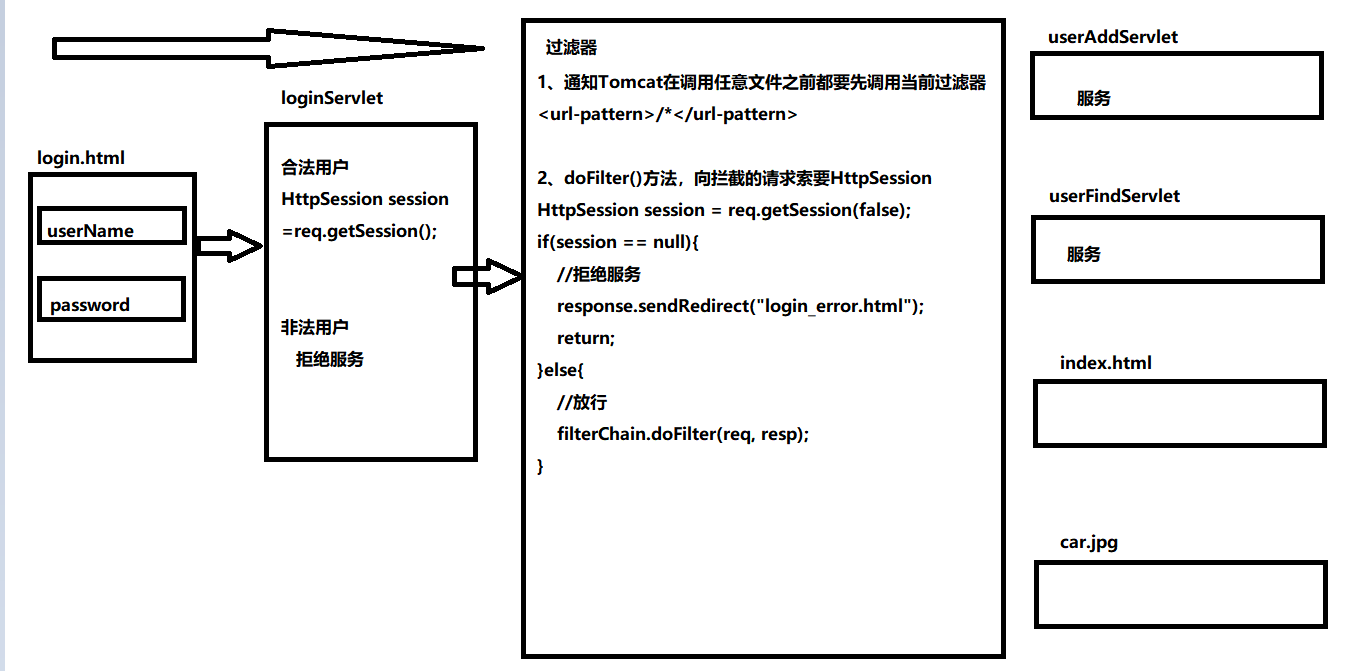 login.html
userName
password
loginServlet
合法用户
HttpSession session
=req.getSession();
非法用户
拒绝服务
过滤器
1、通知Tomcat在调用任意文件之前都要先调用当前过滤器
<url-pattern>/*</url-pattern>
2、doFilter()方法，向拦截的请求索要HttpSession
HttpSession session = req.getSession(false);
if(session == null){
//拒绝服务
response.sendRedirect("login_error.html");
return;
}else{
//放行
filterChain.doFilter(req, resp);
}
userAddServlet
服务
userFindServlet
服务
index.html
car.jpg